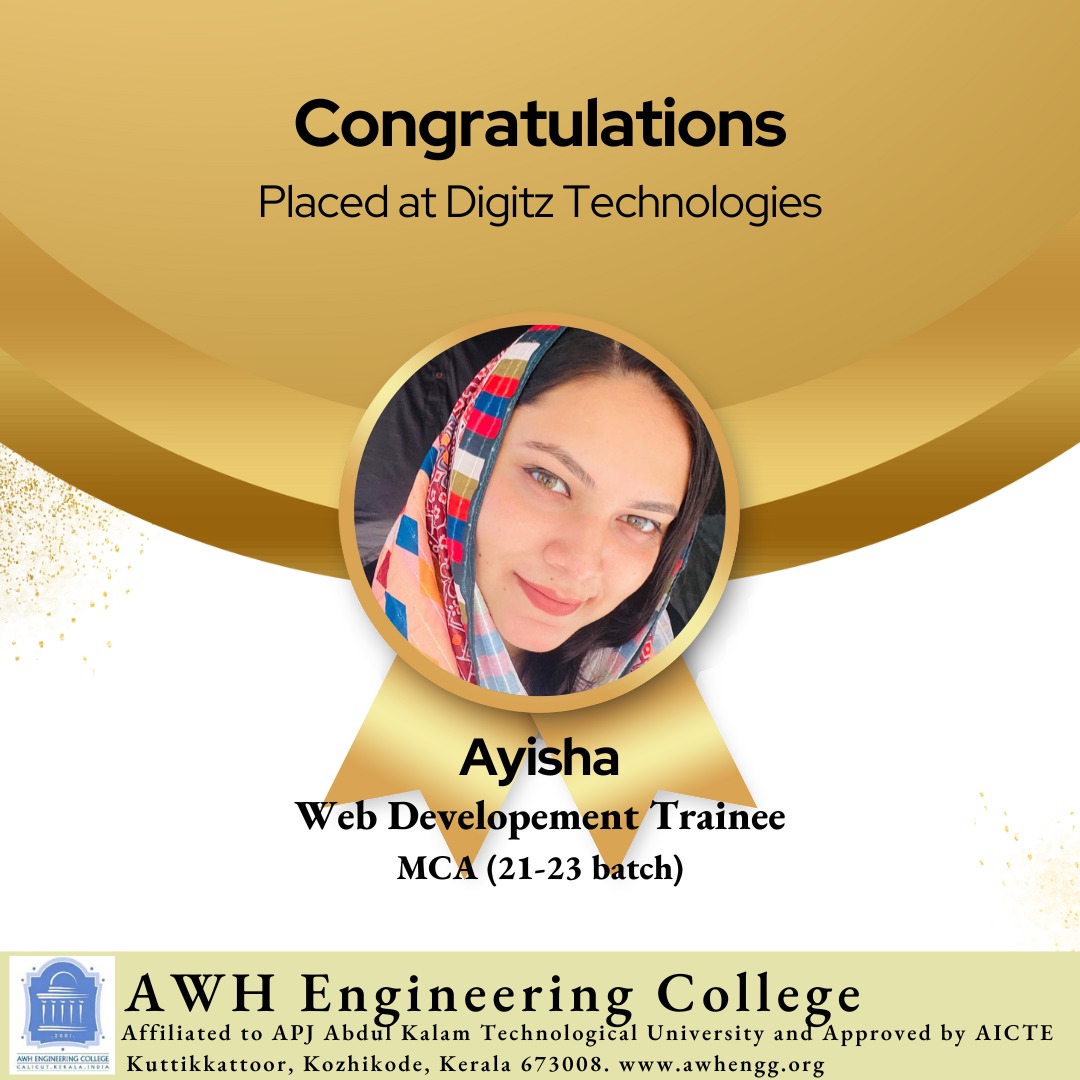 Congratulations
Placed at Digitz Technologies
Ayisha
Web Developement Trainee
MCA (21-23 batch)
AWH Engineering College
Affiliated to APJ Abdul Kalam Technological University and Approved by AICTE
Kuttikkattoor, Kozhikode, Kerala 673008. www.awhengg.org
2001
AWH ENGINEERING COLLEGE
CALICUT.KERALA.INDIA